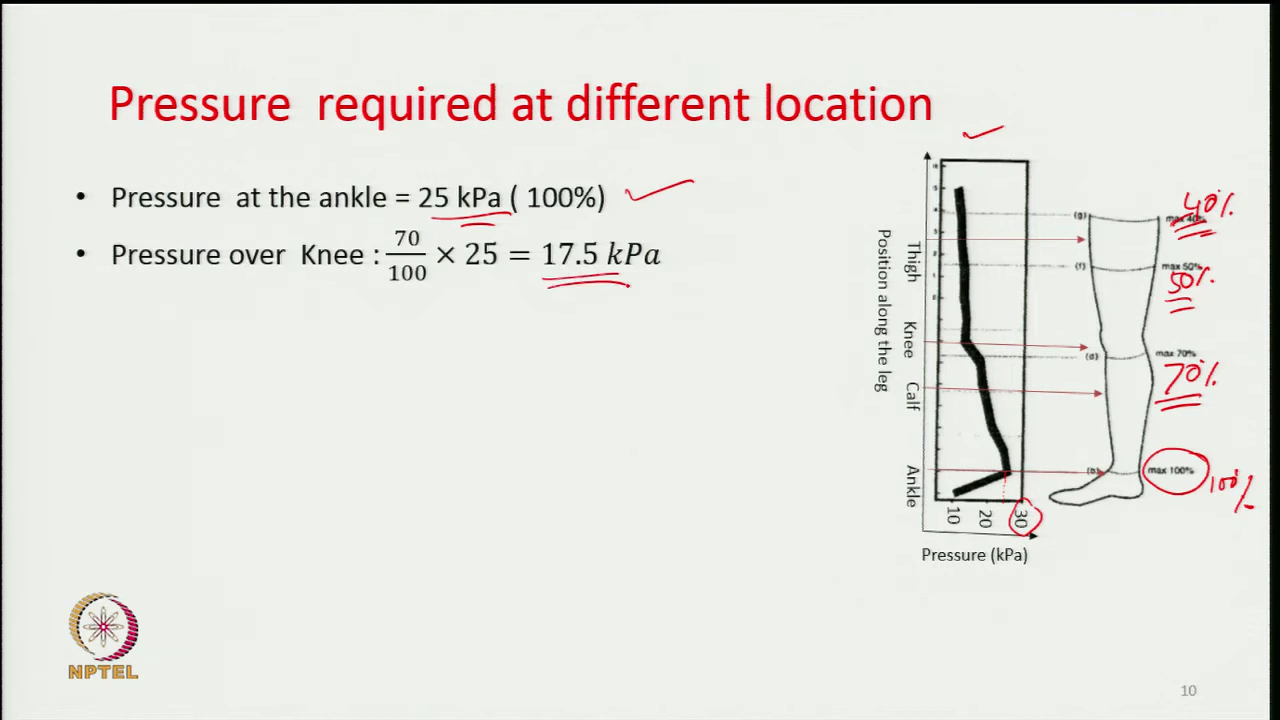 Pressure required at different location
• Pressure at the ankle = 25 kPa ( 100%)
• Pressure over Knee : 70/100 × 25 = 17.5 kPa
Position along the leg
Thigh
Knee
Calf
Ankle
10
20
30
Pressure (kPa)
(g)
max 40%
40%
(f)
max 50%
50%
(d)
max 70%
70%
(b)
max 100%
100%
NPTEL
10